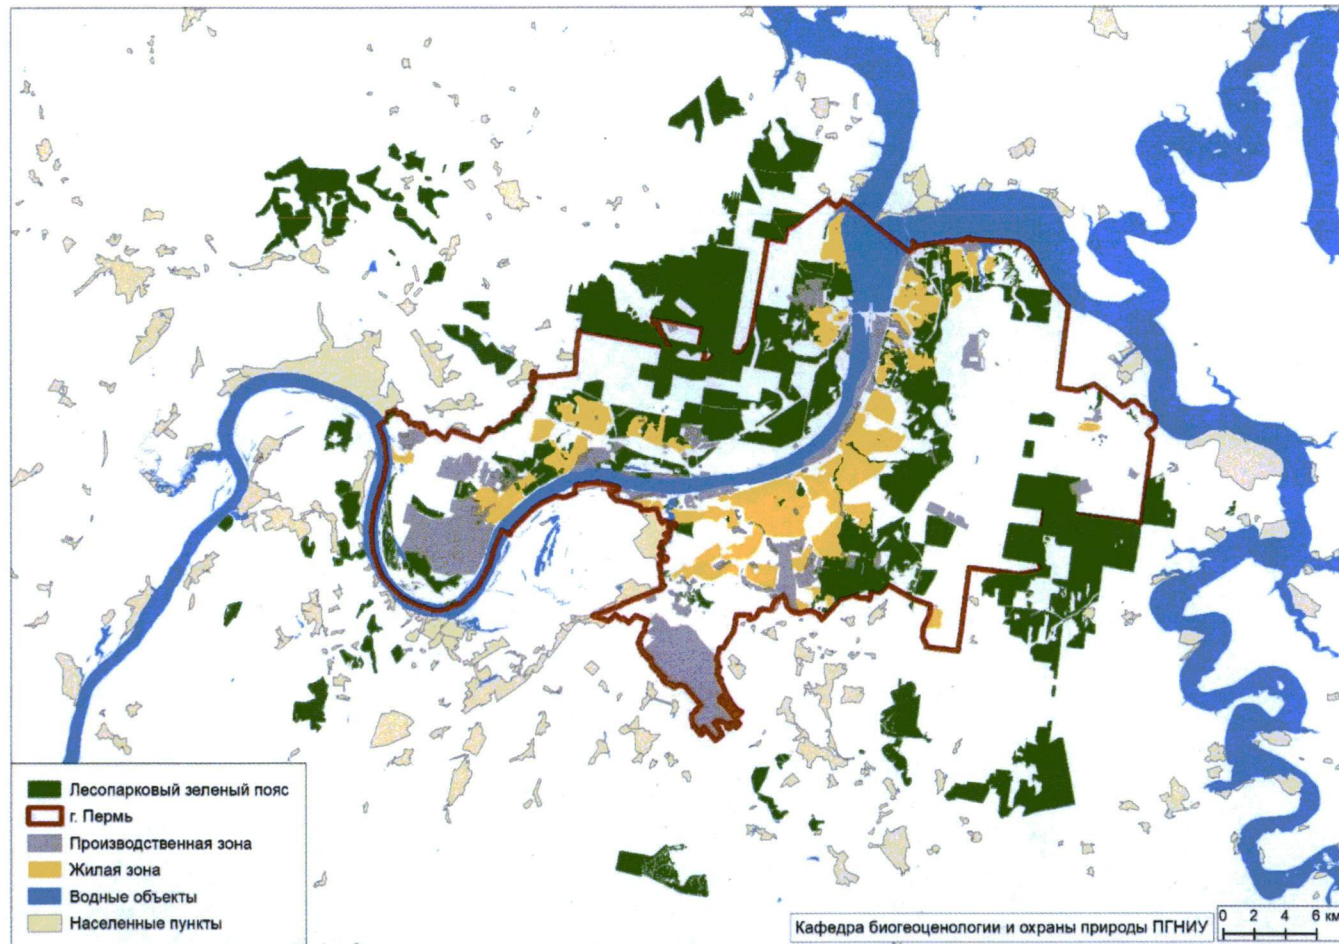 Лесопарковый зеленый пояс
г. Пермь
Производственная зона
Жилая зона
Водные объекты
Населенные пункты
Кафедра биогеоценологии и охраны природы ПГНИУ
0 2 4 6 км